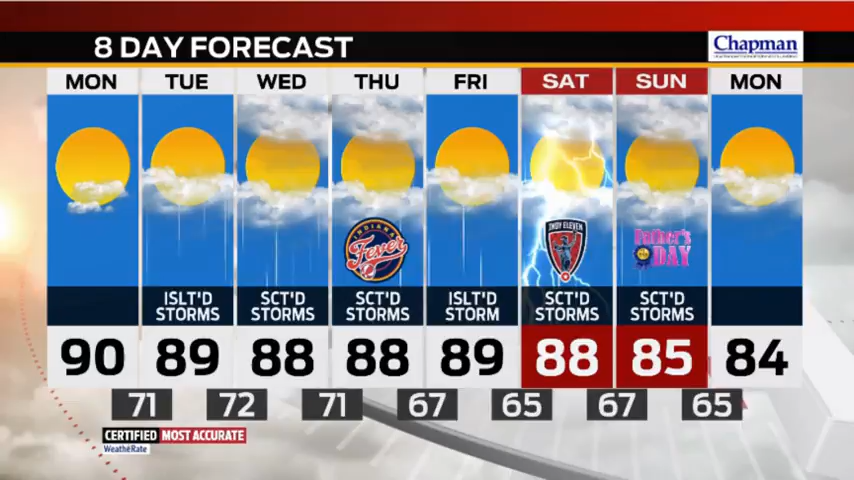 8 DAY FORECAST
Chapman
MON TUE WED THU FRI SAT SUN MON
INDIANA
Fever
INDY ELEVEN
Father's
DAY
ISLT'D STORMS
SCT'D STORMS
SCT'D STORMS
ISLT'D STORM
SCT'D STORMS
SCT'D STORMS
90 89 88 88 89 88 85 84
71 72 71 67 65 67 65
CERTIFIED MOST ACCURATE
WeatheRate